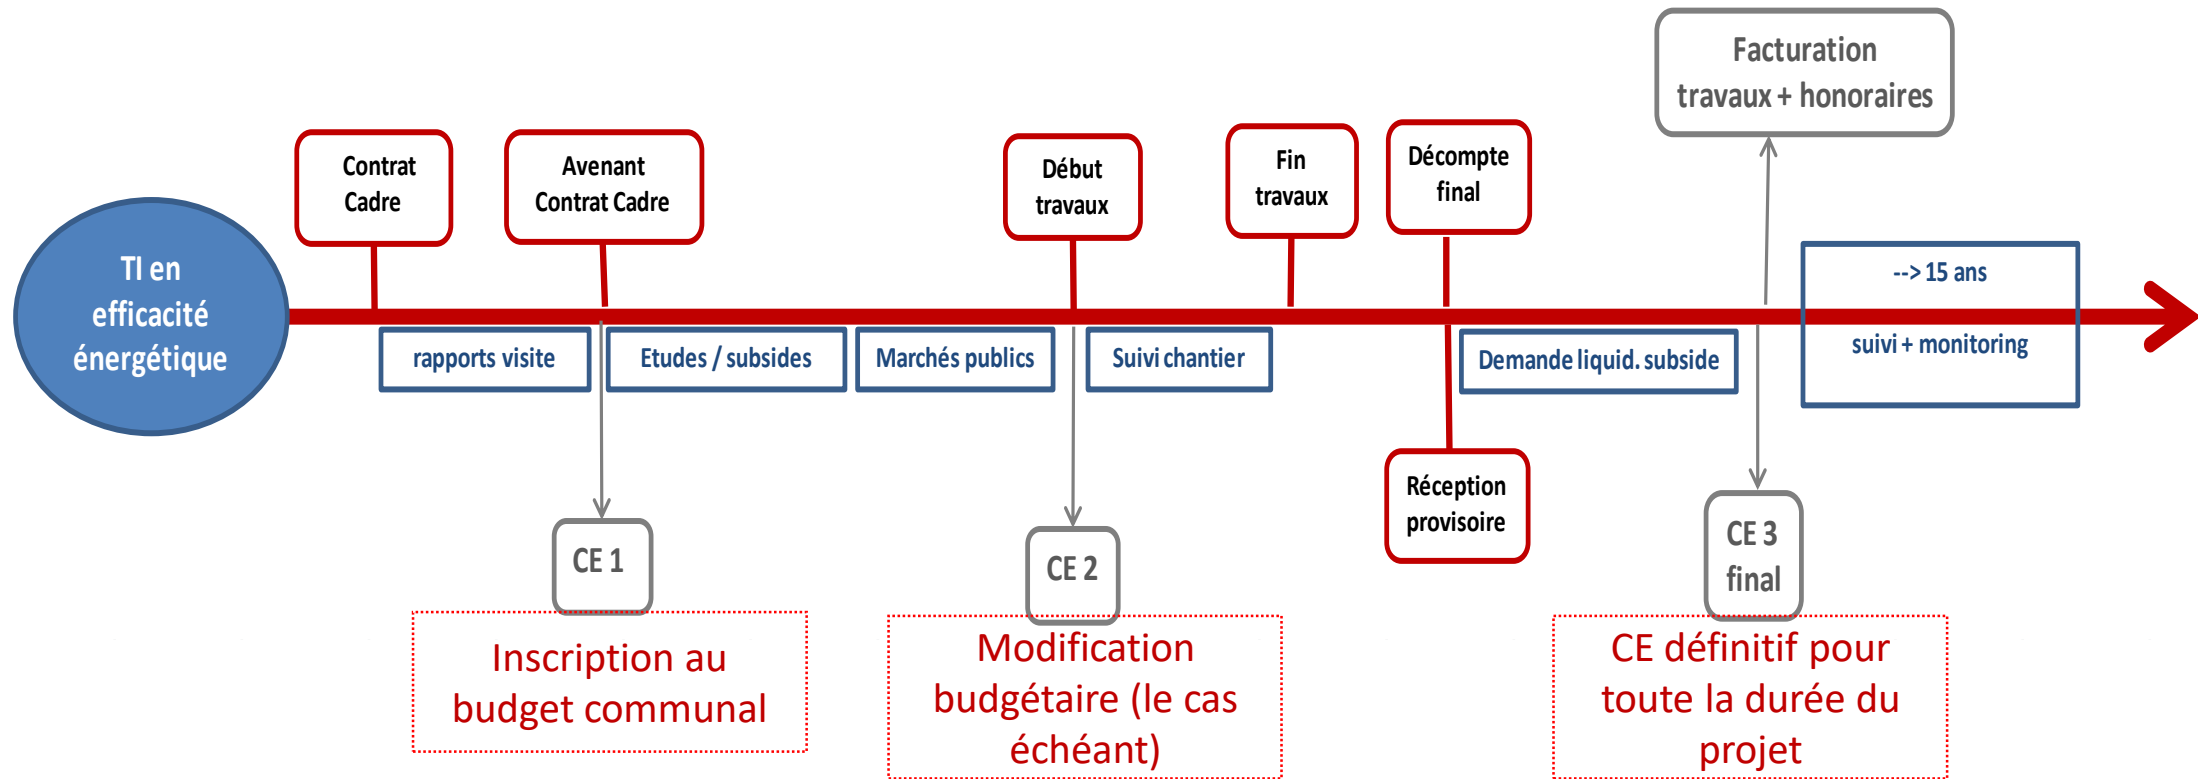 Facturation
travaux + honoraires
Contrat
Cadre
Avenant
Contrat Cadre
Début
travaux
Fin
travaux
Décompte
final
TI en
efficacité
énergétique
--> 15 ans
suivi + monitoring
rapports visite
Etudes / subsides
Marchés publics
Suivi chantier
Demande liquid. subside
Réception
provisoire
CE 1
CE 2
CE 3
final
Inscription au
budget communal
Modification
budgétaire (le cas
échéant)
CE définitif pour
toute la durée du
projet